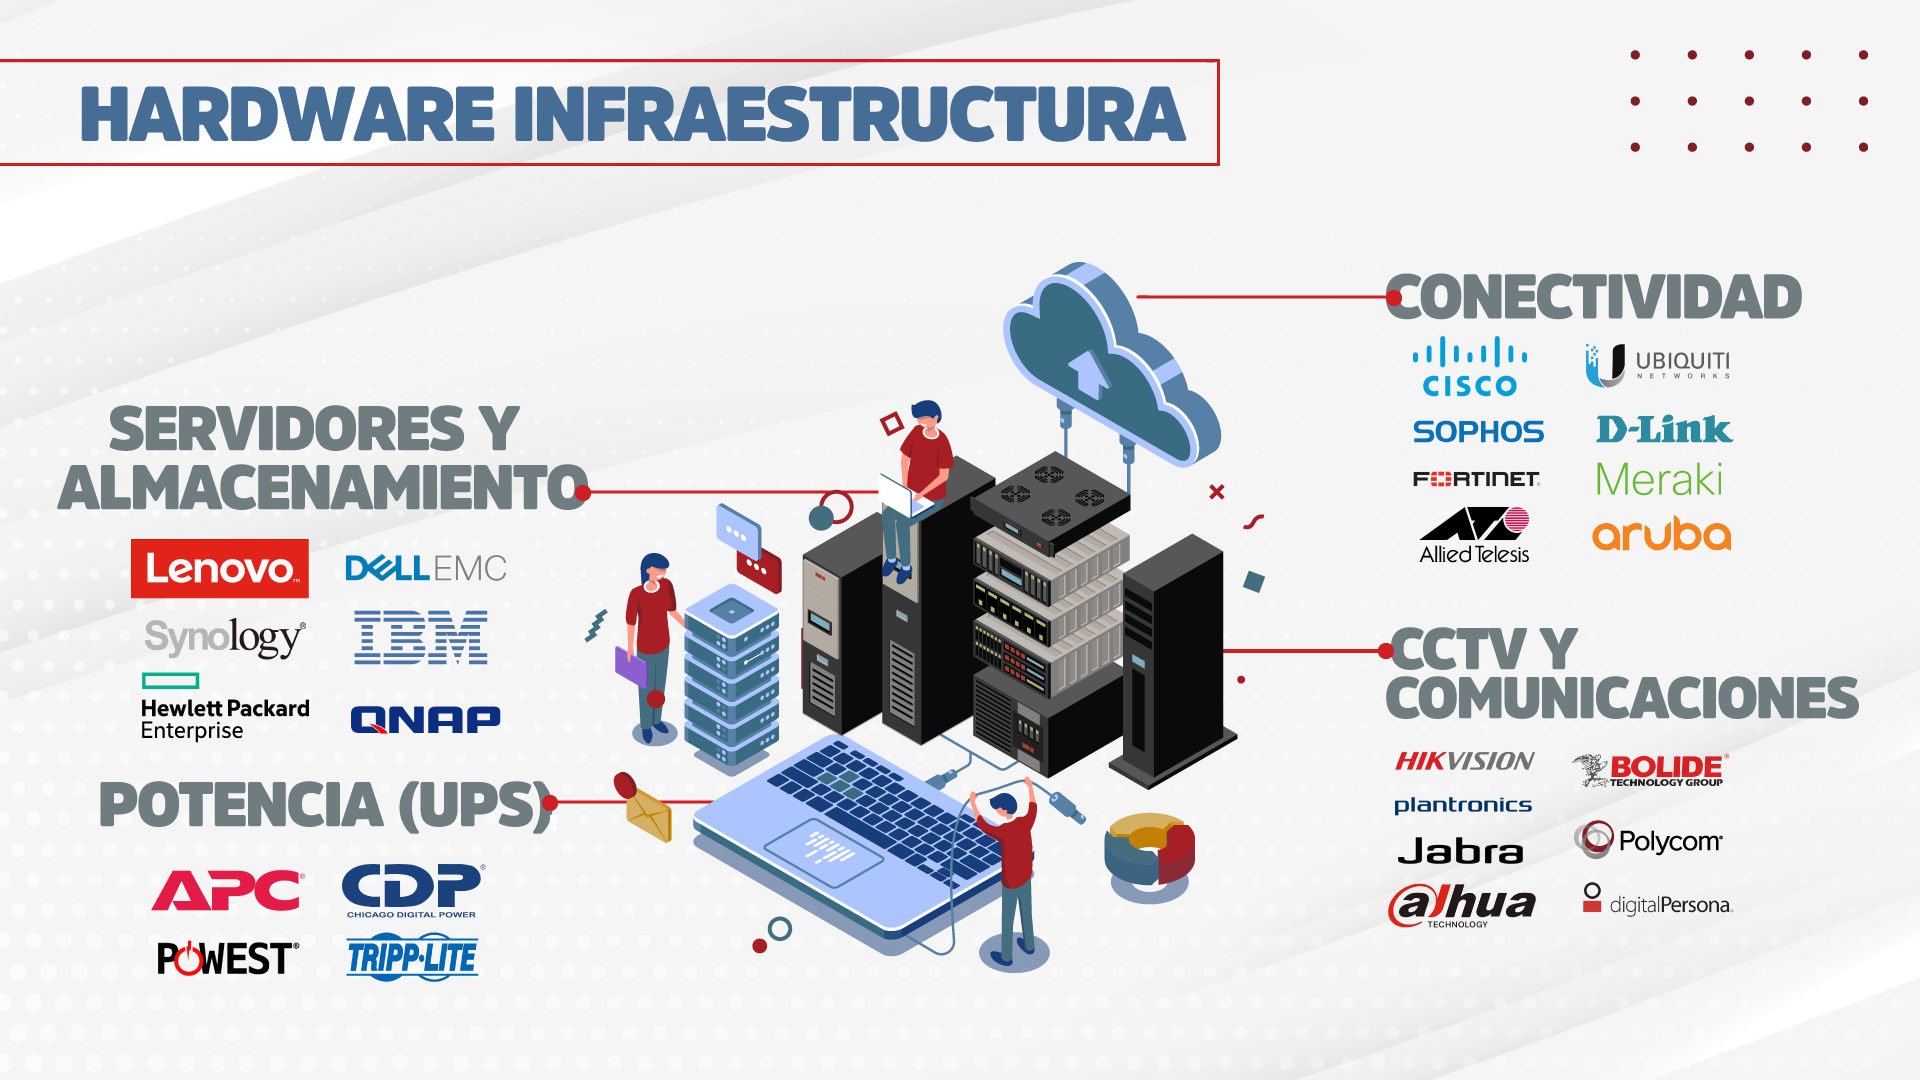 HARDWARE INFRAESTRUCTURA
SERVIDORES Y
ALMACENAMIENTO
Lenovo™
DELLEMC
Synology®
IBM
Hewlett Packard
Enterprise
QNAP
POTENCIA (UPS)
APC®
CDP®
CHICAGO DIGITAL POWER
POWEST®
TRIPP·LITE
CONECTIVIDAD
CISCO
UBIQUITI
NETWORKS
SOPHOS
D-Link
FORTINET®
Meraki
Allied Telesis
aruba
CCTV Y
COMUNICACIONES
HIKVISION
BOLIDE®
TECHNOLOGY GROUP
plantronics
Jabra
Polycom®
alhua
TECHNOLOGY
digitalPersona®